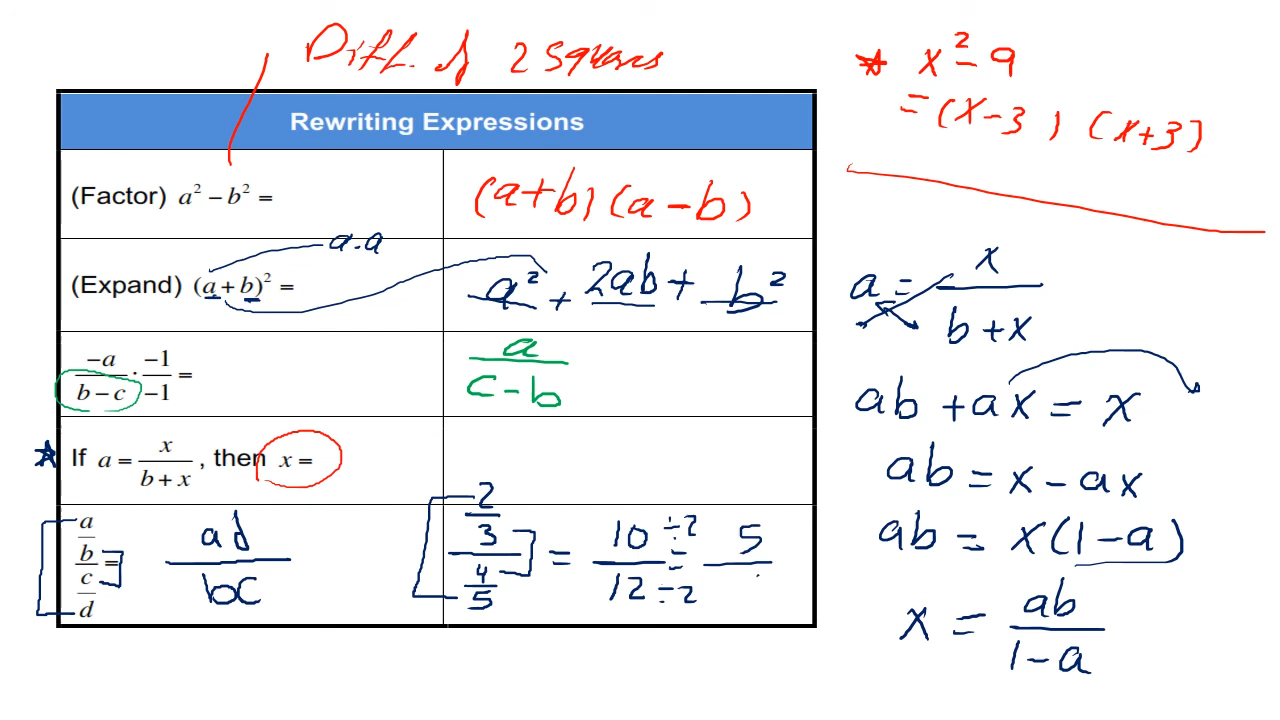 Diff. of 2 Squares
Rewriting Expressions
(Factor) a² − b² =
(a+b)(a−b)
a.a
(Expand) (a + b)² =
a² + 2ab + b²
−a/(b − c) · −1/−1 =
a/(c − b)
If a = x/(b + x), then x =
(a/b)/(c/d) =
ad/bc
(2/3)/(4/5) = 10/12 ÷2/÷2 = 5/
* x² − 9
= (x−3)(x+3)
a = x/(b+x)
ab + ax = x
ab = x − ax
ab = x(1−a)
x = ab/(1−a)